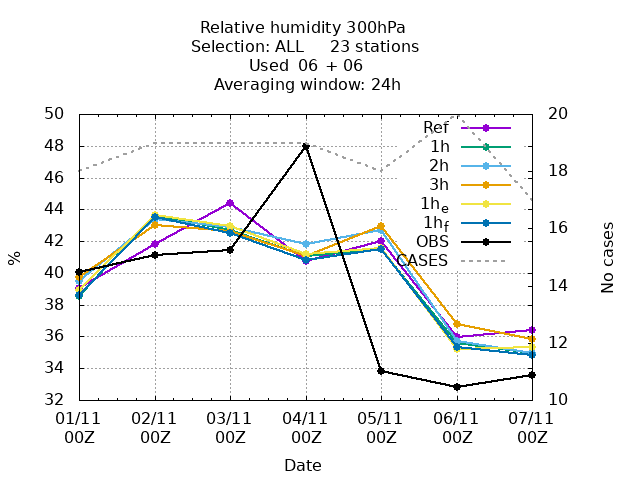 Relative humidity 300hPa
Selection: ALL 23 stations
Used 06 + 06
Averaging window: 24h
50
48
46
44
42
40
38
36
34
32
%
20
18
16
14
12
10
No cases
Ref
1h
2h
3h
1he
1hf
OBS
CASES
01/11 02/11 03/11 04/11 05/11 06/11 07/11
00Z 00Z 00Z 00Z 00Z 00Z 00Z
Date